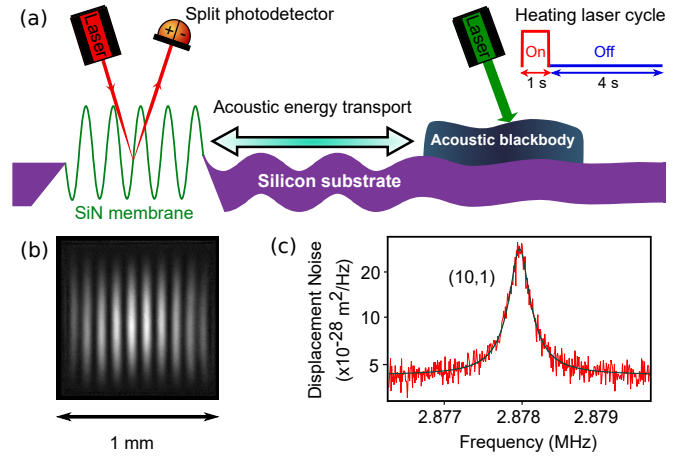 (a)
Laser
+ -
Split photodetector
Laser
Heating laser cycle
On
Off
1 s
4 s
Acoustic energy transport
Acoustic blackbody
Silicon substrate
SiN membrane
(b)
1 mm
(c)
Displacement Noise
(x10⁻²⁸ m²/Hz)
20
10
5
(10,1)
2.877
2.878
2.879
Frequency (MHz)